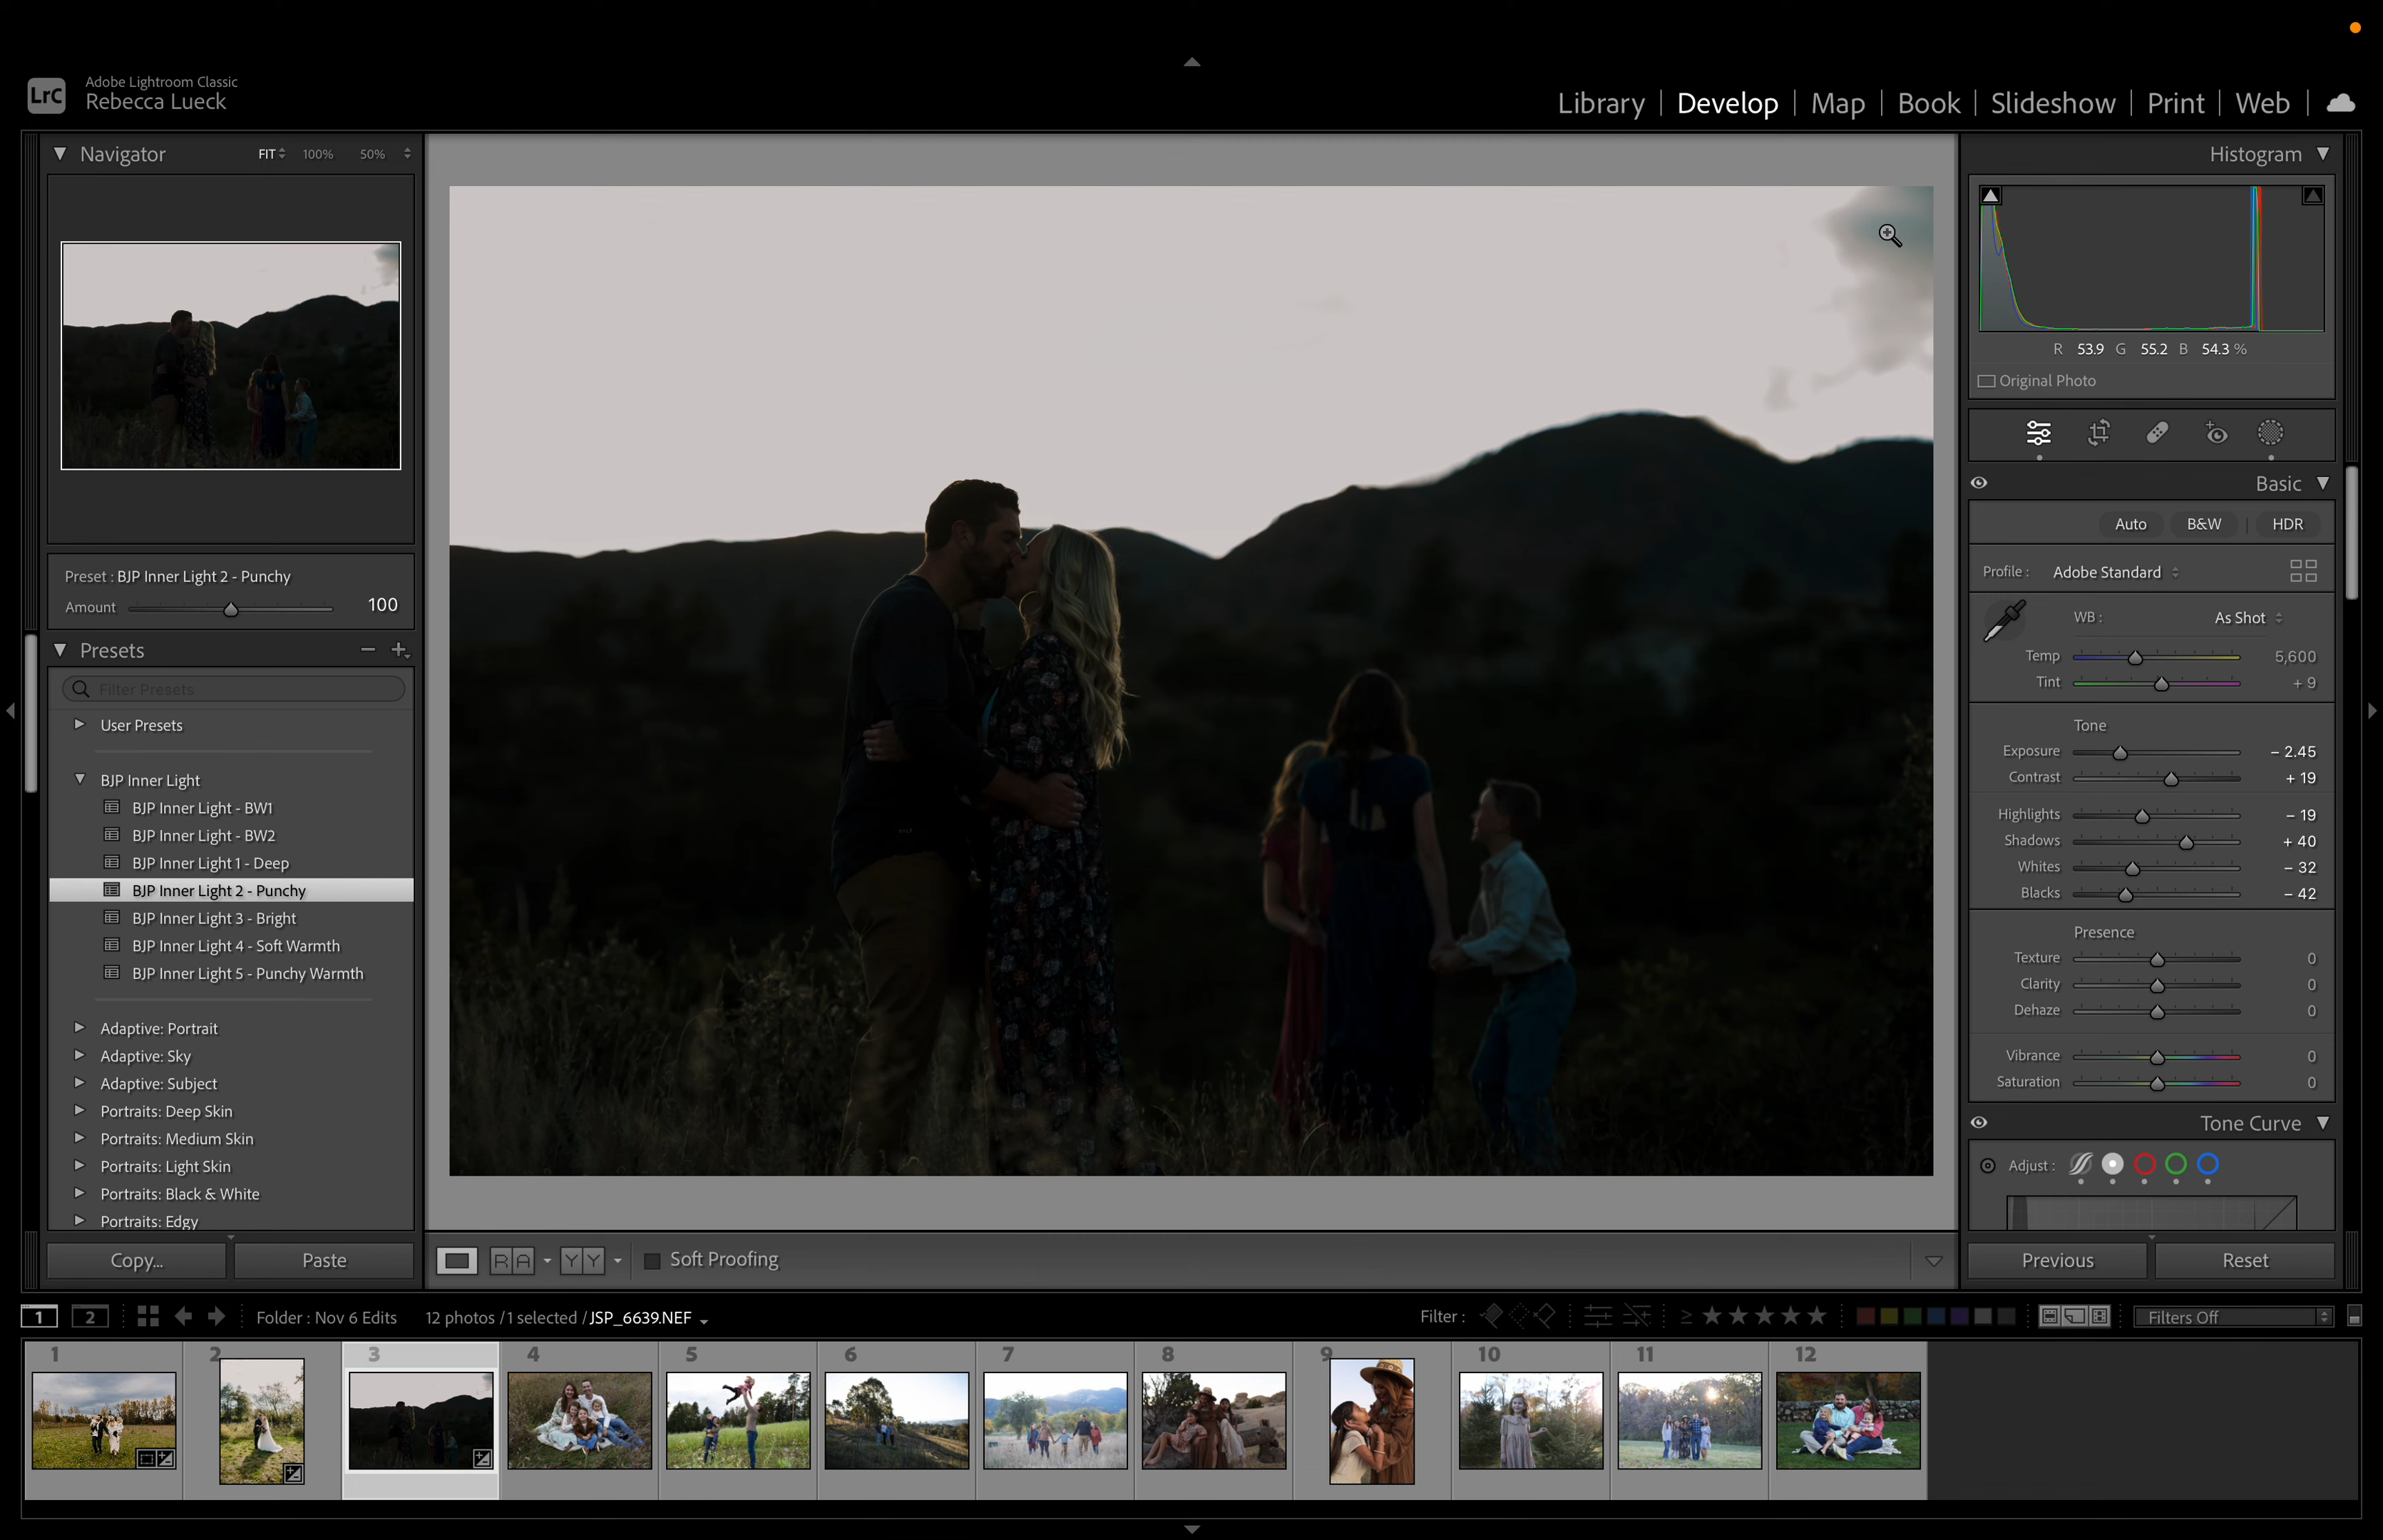 LrC
Adobe Lightroom Classic
Rebecca Lueck
Library | Develop | Map | Book | Slideshow | Print | Web
Navigator
FIT 100% 50%
Preset : BJP Inner Light 2 - Punchy
Amount 100
Presets
Filter Presets
User Presets
BJP Inner Light
BJP Inner Light - BW1
BJP Inner Light - BW2
BJP Inner Light 1 - Deep
BJP Inner Light 2 - Punchy
BJP Inner Light 3 - Bright
BJP Inner Light 4 - Soft Warmth
BJP Inner Light 5 - Punchy Warmth
Adaptive: Portrait
Adaptive: Sky
Adaptive: Subject
Portraits: Deep Skin
Portraits: Medium Skin
Portraits: Light Skin
Portraits: Black & White
Portraits: Edgy
Copy... Paste
R A Y Y Soft Proofing
Histogram
R 53.9 G 55.2 B 54.3 %
Original Photo
Basic
Auto B&W | HDR
Profile : Adobe Standard
WB : As Shot
Temp 5,600
Tint + 9
Tone
Exposure – 2.45
Contrast + 19
Highlights – 19
Shadows + 40
Whites – 32
Blacks – 42
Presence
Texture 0
Clarity 0
Dehaze 0
Vibrance 0
Saturation 0
Tone Curve
Adjust :
Previous Reset
1 2 Folder : Nov 6 Edits 12 photos / 1 selected / JSP_6639.NEF Filter : ≥ Filters Off
1 2 3 4 5 6 7 8 9 10 11 12